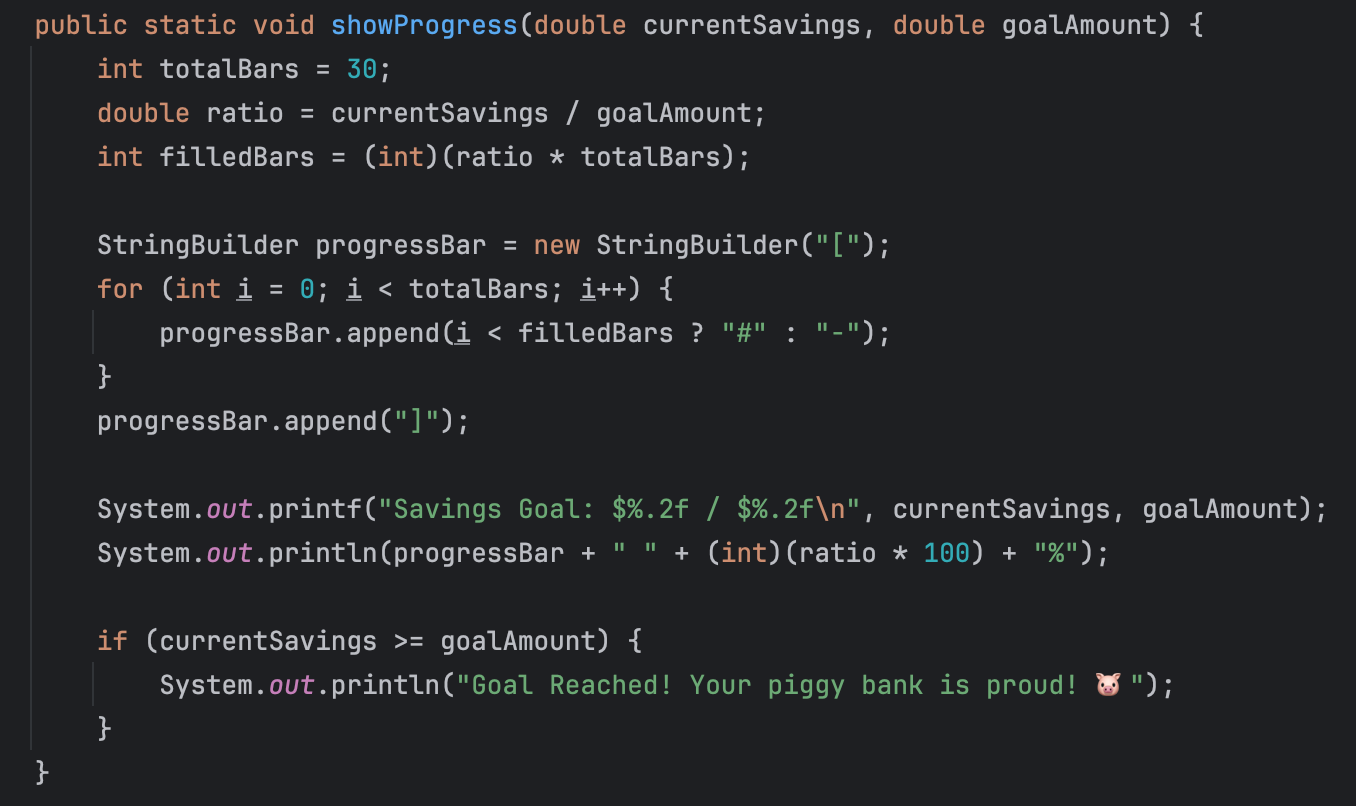 public static void showProgress(double currentSavings, double goalAmount) {
    int totalBars = 30;
    double ratio = currentSavings / goalAmount;
    int filledBars = (int)(ratio * totalBars);

    StringBuilder progressBar = new StringBuilder("[");
    for (int i = 0; i < totalBars; i++) {
        progressBar.append(i < filledBars ? "#" : "-");
    }
    progressBar.append("]");

    System.out.printf("Savings Goal: $%.2f / $%.2f\n", currentSavings, goalAmount);
    System.out.println(progressBar + " " + (int)(ratio * 100) + "%");

    if (currentSavings >= goalAmount) {
        System.out.println("Goal Reached! Your piggy bank is proud! 🐷");
    }
}